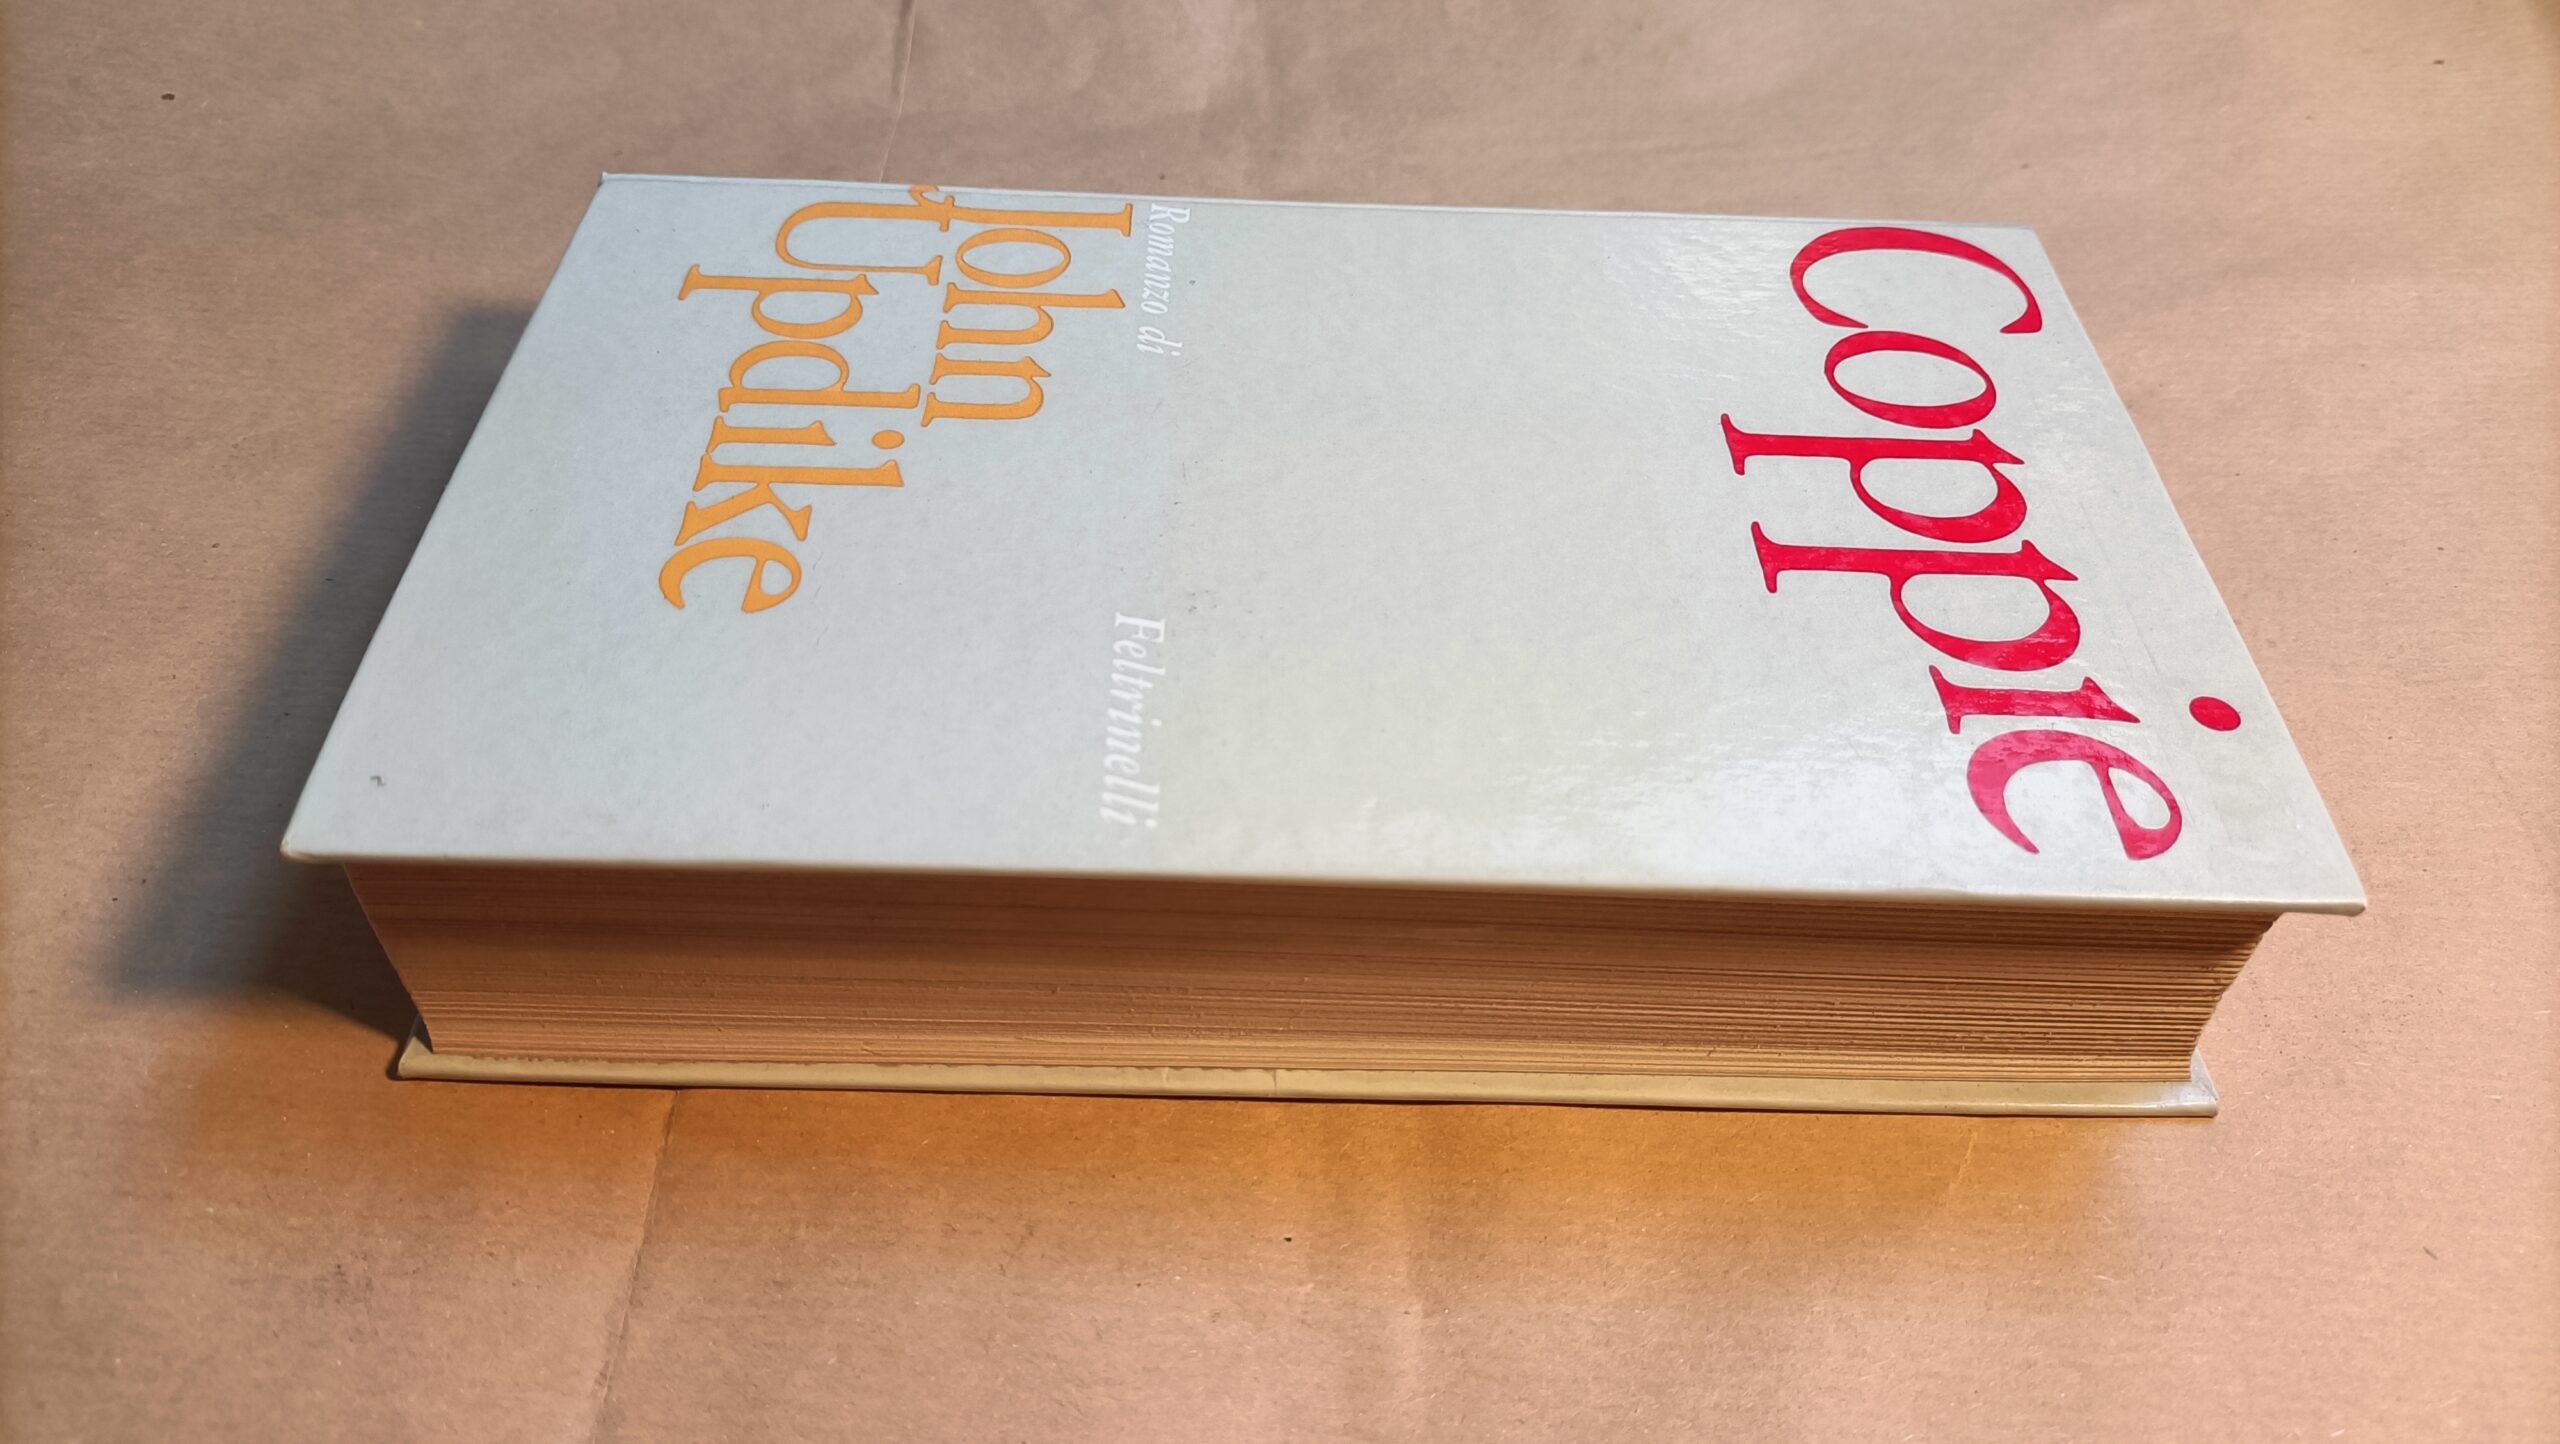 Coppie
Romanzo di
Feltrinelli
John
Updike